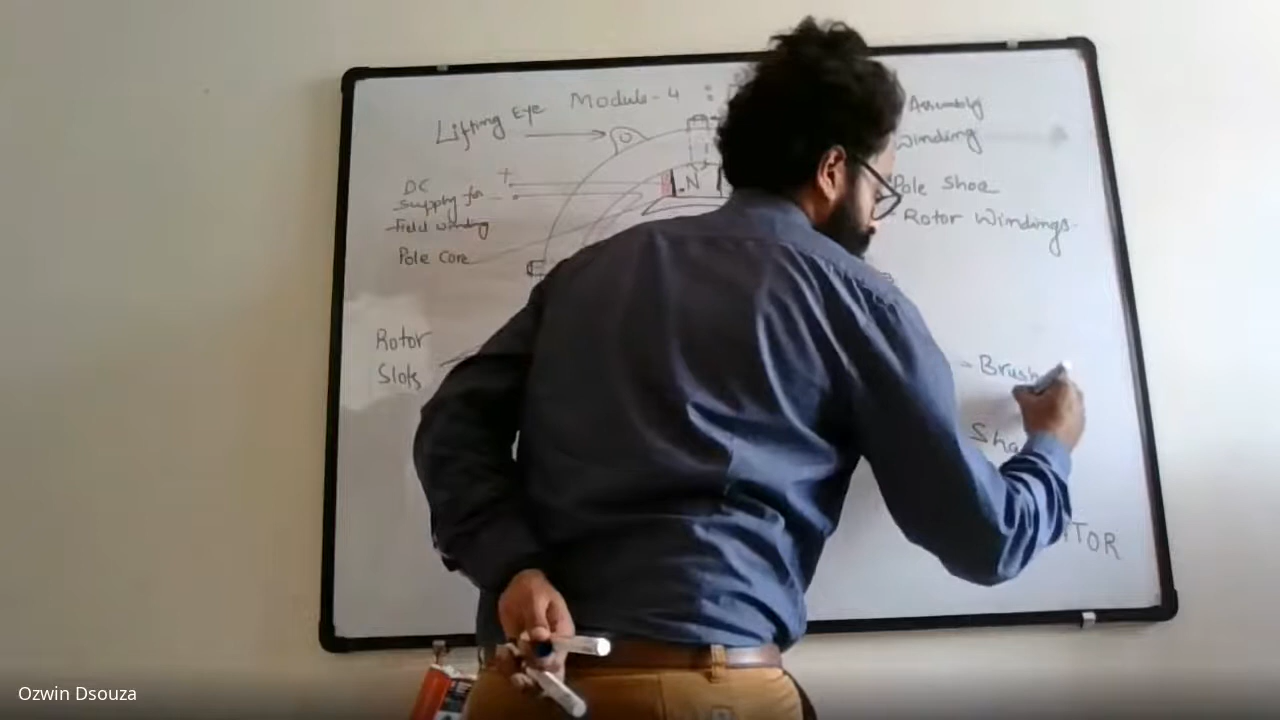 Lifting Eye Module-4 :
Assembly
Winding
DC
supply for
Field winding
+
-
N
Pole Shoe
Rotor Windings
Pole Core
Rotor
Slots
- Brush
Sha
TOR
Ozwin Dsouza